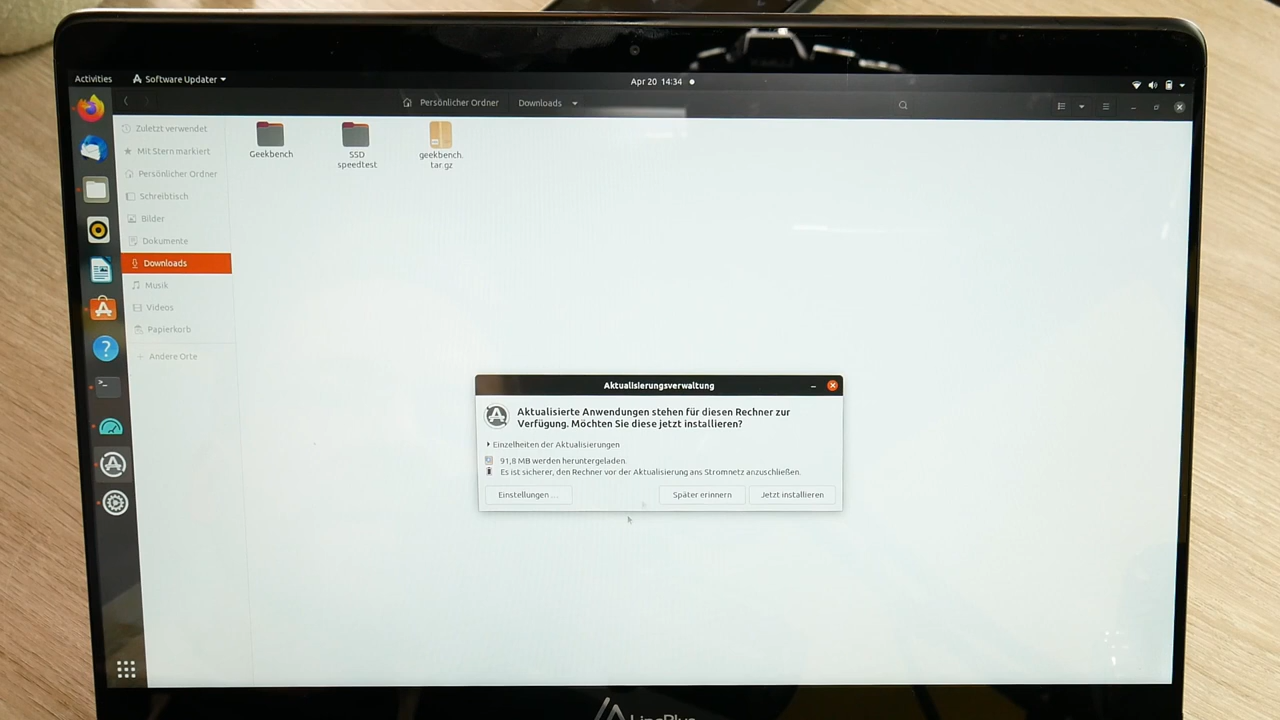 Activities
Software Updater
Apr 20 14:34
Persönlicher Ordner
Downloads
Zuletzt verwendet
Mit Stern markiert
Persönlicher Ordner
Schreibtisch
Bilder
Dokumente
Downloads
Musik
Videos
Papierkorb
Andere Orte
Geekbench
SSD
speedtest
geekbench.
tar.gz
Aktualisierungsverwaltung
Aktualisierte Anwendungen stehen für diesen Rechner zur
Verfügung. Möchten Sie diese jetzt installieren?
Einzelheiten der Aktualisierungen
91,8 MB werden heruntergeladen.
Es ist sicherer, den Rechner vor der Aktualisierung ans Stromnetz anzuschließen.
Einstellungen ...
Später erinnern
Jetzt installieren